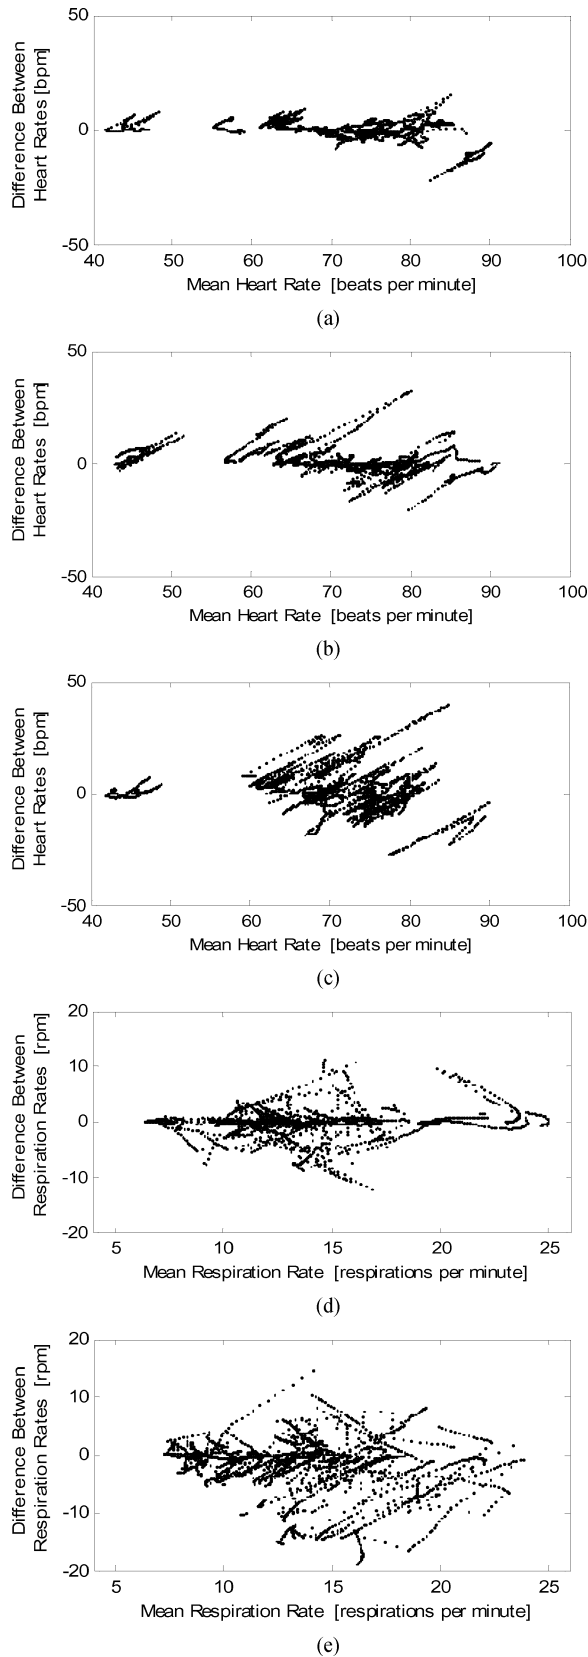 50
0
-50
Difference Between
Heart Rates [bpm]
40 50 60 70 80 90 100
Mean Heart Rate [beats per minute]
(a)
50
0
-50
Difference Between
Heart Rates [bpm]
40 50 60 70 80 90 100
Mean Heart Rate [beats per minute]
(b)
50
0
-50
Difference Between
Heart Rates [bpm]
40 50 60 70 80 90 100
Mean Heart Rate [beats per minute]
(c)
20
10
0
-10
-20
Difference Between
Respiration Rates [rpm]
5 10 15 20 25
Mean Respiration Rate [respirations per minute]
(d)
20
10
0
-10
-20
Difference Between
Respiration Rates [rpm]
5 10 15 20 25
Mean Respiration Rate [respirations per minute]
(e)